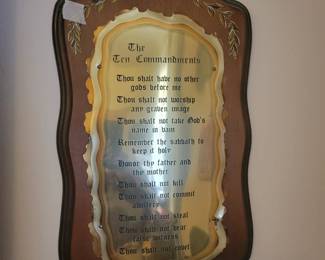 The
Ten Commandments
Thou shalt have no other
gods before me
Thou shalt not worship
any graven image
Thou shalt not take God's
name in vain
Remember the sabbath to
keep it holy
Honor thy father and
thy mother
Thou shalt not kill
Thou shalt not commit
adultery
Thou shalt not steal
Thou shalt not bear
false witness
Thou shalt not covet